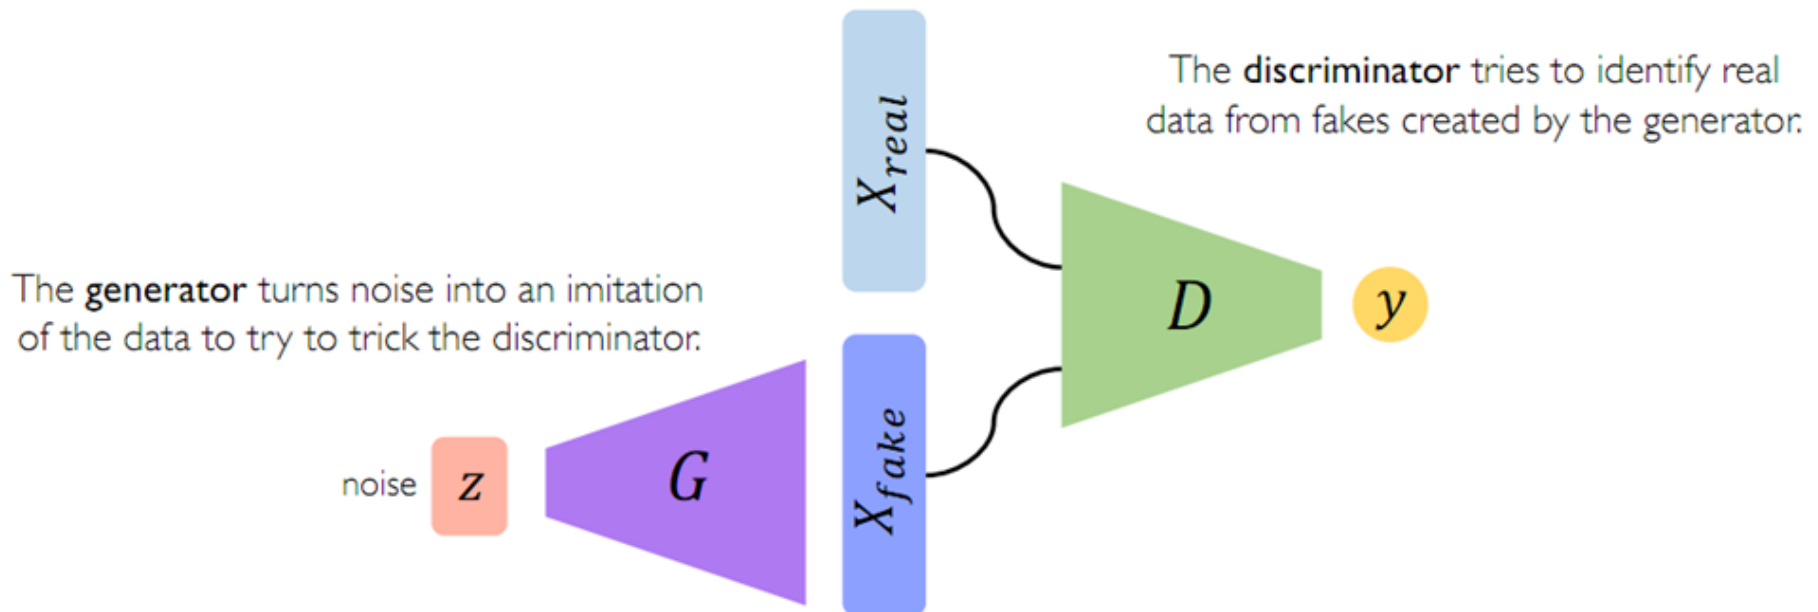 The discriminator tries to identify real
data from fakes created by the generator.
X_real
The generator turns noise into an imitation
of the data to try to trick the discriminator.
D
y
X_fake
noise
z
G